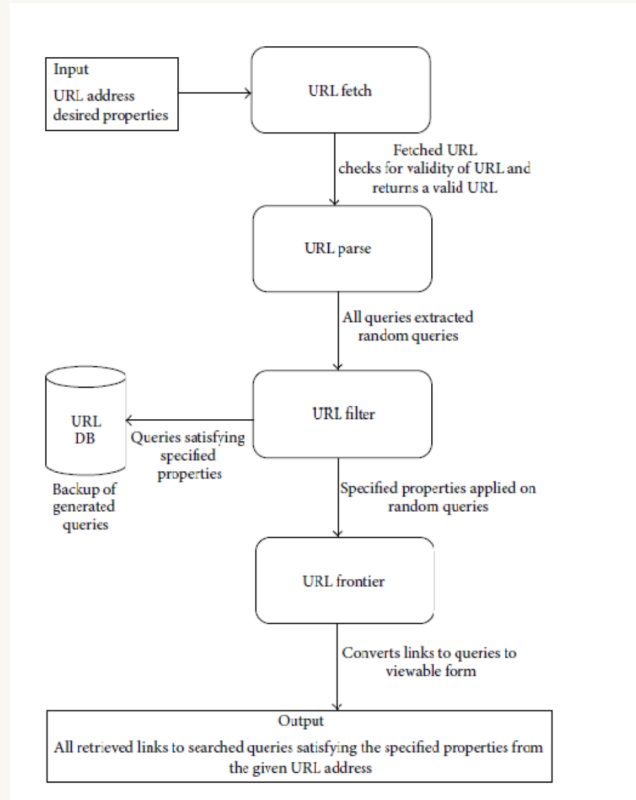 Input
URL address
desired properties
URL fetch
Fetched URL
checks for validity of URL and
returns a valid URL
URL parse
All queries extracted
random queries
URL filter
URL
DB
Queries satisfying
specified
properties
Backup of
generated
queries
Specified properties applied on
random queries
URL frontier
Converts links to queries to
viewable form
Output
All retrieved links to searched queries satisfying the specified properties from
the given URL address